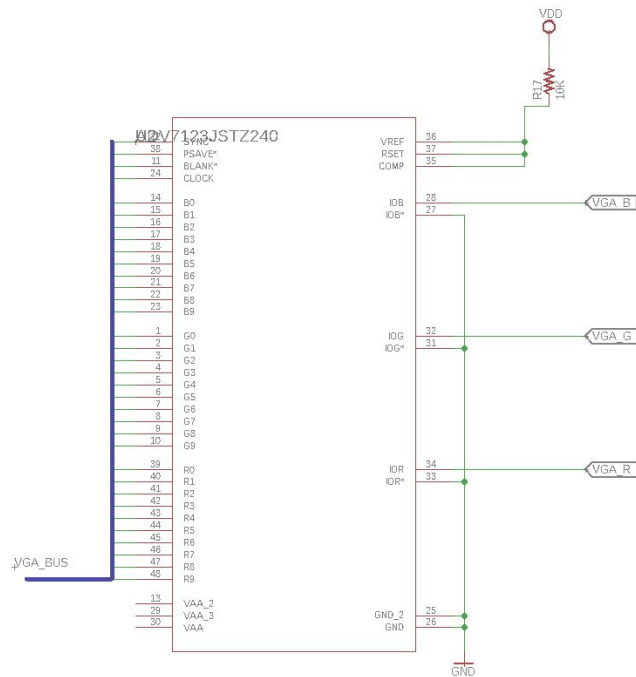 VDD
R17
10K
ADV7123JSTZ240
SYNC*
38 PSAVE*
11 BLANK*
24 CLOCK
14 B0
15 B1
16 B2
17 B3
18 B4
19 B5
20 B6
21 B7
22 B8
23 B9
1 G0
2 G1
3 G2
4 G3
5 G4
6 G5
7 G6
8 G7
9 G8
10 G9
39 R0
40 R1
41 R2
42 R3
43 R4
44 R5
45 R6
46 R7
47 R8
48 R9
13 VAA_2
29 VAA_3
30 VAA
VREF 36
RSET 37
COMP 35
IOB 28
IOB* 27
IOG 32
IOG* 31
IOR 34
IOR* 33
GND_2 25
GND 26
VGA_B
VGA_G
VGA_R
VGA_BUS
GND